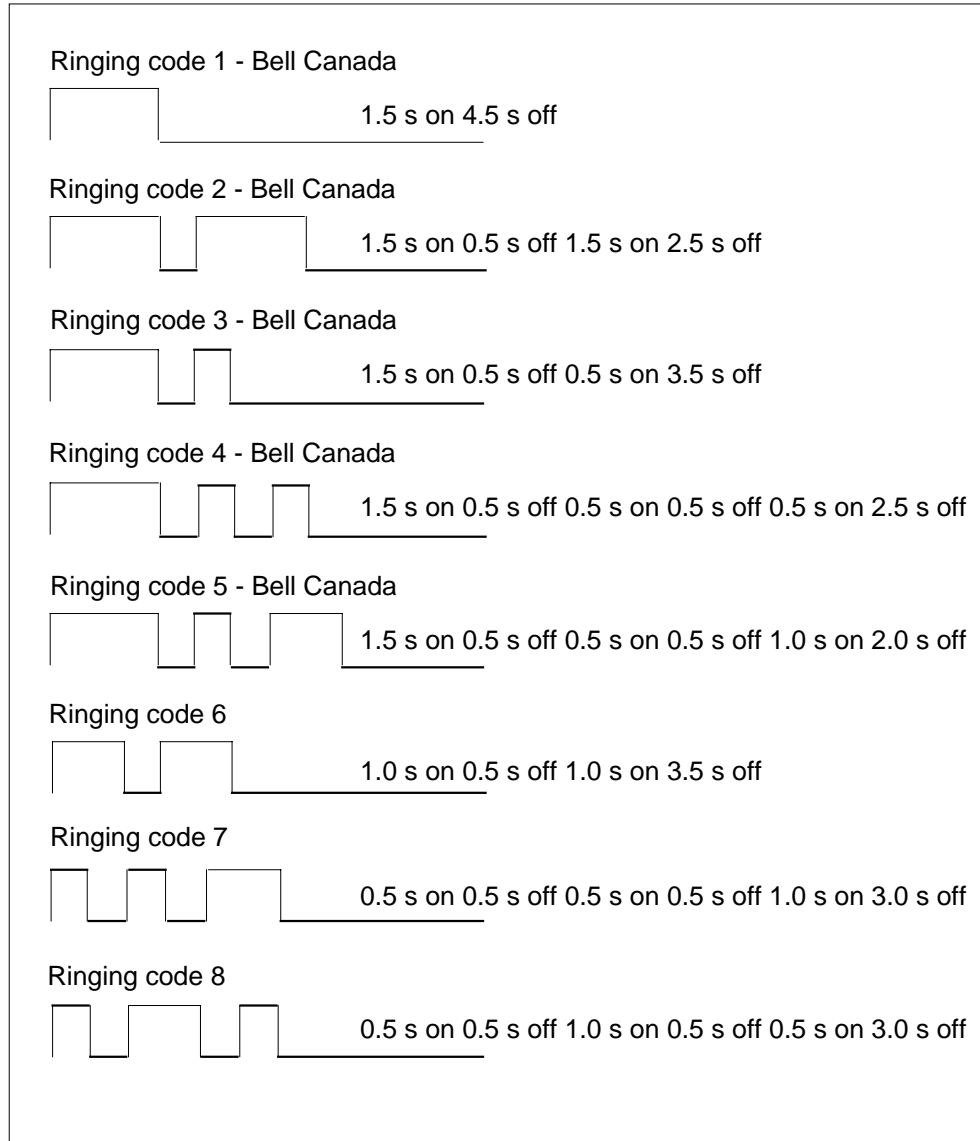 Ringing code 1 - Bell Canada
1.5 s on 4.5 s off
Ringing code 2 - Bell Canada
1.5 s on 0.5 s off 1.5 s on 2.5 s off
Ringing code 3 - Bell Canada
1.5 s on 0.5 s off 0.5 s on 3.5 s off
Ringing code 4 - Bell Canada
1.5 s on 0.5 s off 0.5 s on 0.5 s off 0.5 s on 2.5 s off
Ringing code 5 - Bell Canada
1.5 s on 0.5 s off 0.5 s on 0.5 s off 1.0 s on 2.0 s off
Ringing code 6
1.0 s on 0.5 s off 1.0 s on 3.5 s off
Ringing code 7
0.5 s on 0.5 s off 0.5 s on 0.5 s off 1.0 s on 3.0 s off
Ringing code 8
0.5 s on 0.5 s off 1.0 s on 0.5 s off 0.5 s on 3.0 s off